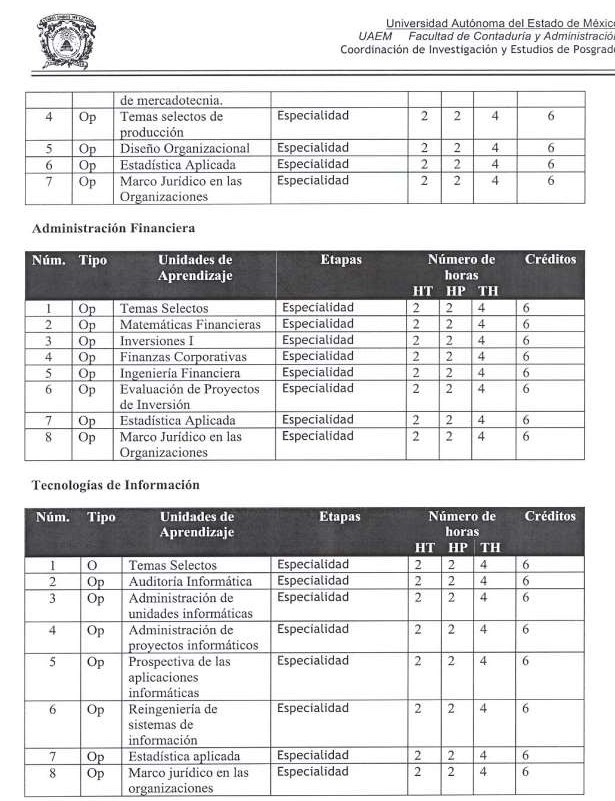 Universidad Autónoma del Estado de Méxic
UAEM Facultad de Contaduría y Administració
Coordinación de Investigación y Estudios de Posgrad
de mercadotecnia.
4 Op Temas selectos de Especialidad 2 2 4 6
producción
5 Op Diseño Organizacional Especialidad 2 2 4 6
6 Op Estadística Aplicada Especialidad 2 2 4 6
7 Op Marco Jurídico en las Especialidad 2 2 4 6
Organizaciones
Administración Financiera
Núm. Tipo Unidades de Etapas Número de Créditos
Aprendizaje horas
HT HP TH
1 Op Temas Selectos Especialidad 2 2 4 6
2 Op Matemáticas Financieras Especialidad 2 2 4 6
3 Op Inversiones I Especialidad 2 2 4 6
4 Op Finanzas Corporativas Especialidad 2 2 4 6
5 Op Ingeniería Financiera Especialidad 2 2 4 6
6 Op Evaluación de Proyectos Especialidad 2 2 4 6
de Inversión
7 Op Estadística Aplicada Especialidad 2 2 4 6
8 Op Marco Jurídico en las Especialidad 2 2 4 6
Organizaciones
Tecnologías de Información
Núm. Tipo Unidades de Etapas Número de Créditos
Aprendizaje horas
HT HP TH
1 O Temas Selectos Especialidad 2 2 4 6
2 Op Auditoría Informática Especialidad 2 2 4 6
3 Op Administración de Especialidad 2 2 4 6
unidades informáticas
4 Op Administración de Especialidad 2 2 4 6
proyectos informáticos
5 Op Prospectiva de las Especialidad 2 2 4 6
aplicaciones
informáticas
6 Op Reingeniería de Especialidad 2 2 4 6
sistemas de
información
7 Op Estadística aplicada Especialidad 2 2 4 6
8 Op Marco jurídico en las Especialidad 2 2 4 6
organizaciones